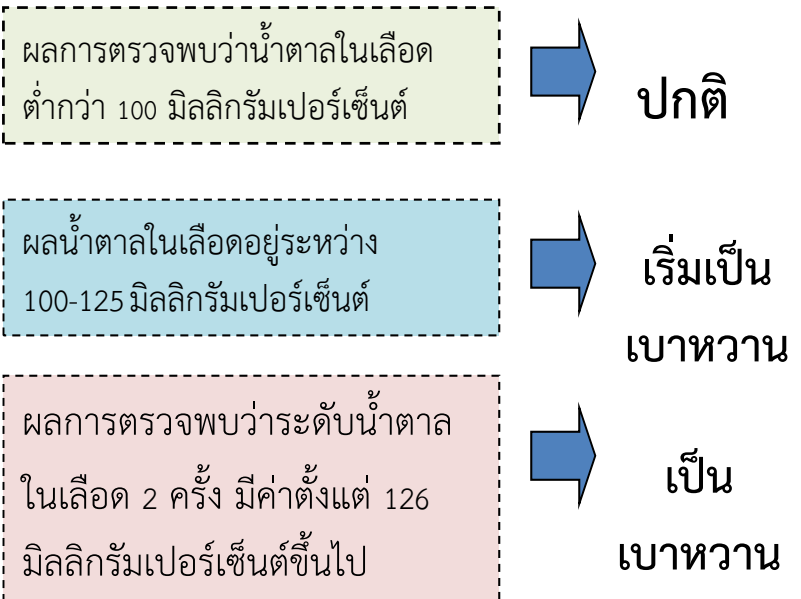 ผลการตรวจพบว่าน้ำตาลในเลือด
ต่ำกว่า 100 มิลลิกรัมเปอร์เซ็นต์
ปกติ
ผลน้ำตาลในเลือดอยู่ระหว่าง
100-125 มิลลิกรัมเปอร์เซ็นต์
เริ่มเป็น
เบาหวาน
ผลการตรวจพบว่าระดับน้ำตาล
ในเลือด 2 ครั้ง มีค่าตั้งแต่ 126
มิลลิกรัมเปอร์เซ็นต์ขึ้นไป
เป็น
เบาหวาน